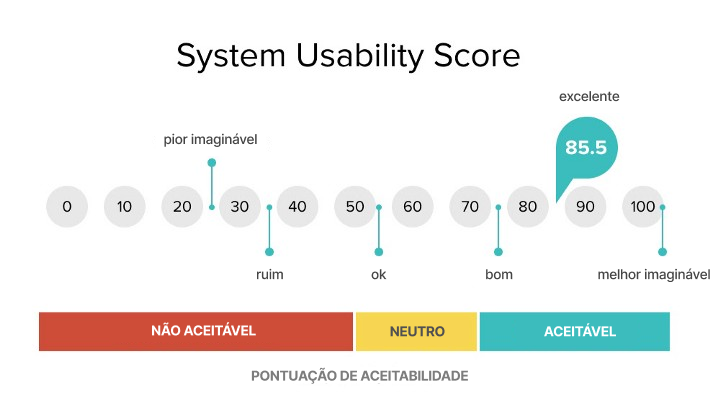 System Usability Score
excelente
85.5
pior imaginável
0 10 20 30 40 50 60 70 80 90 100
ruim ok bom melhor imaginável
NÃO ACEITÁVEL NEUTRO ACEITÁVEL
PONTUAÇÃO DE ACEITABILIDADE